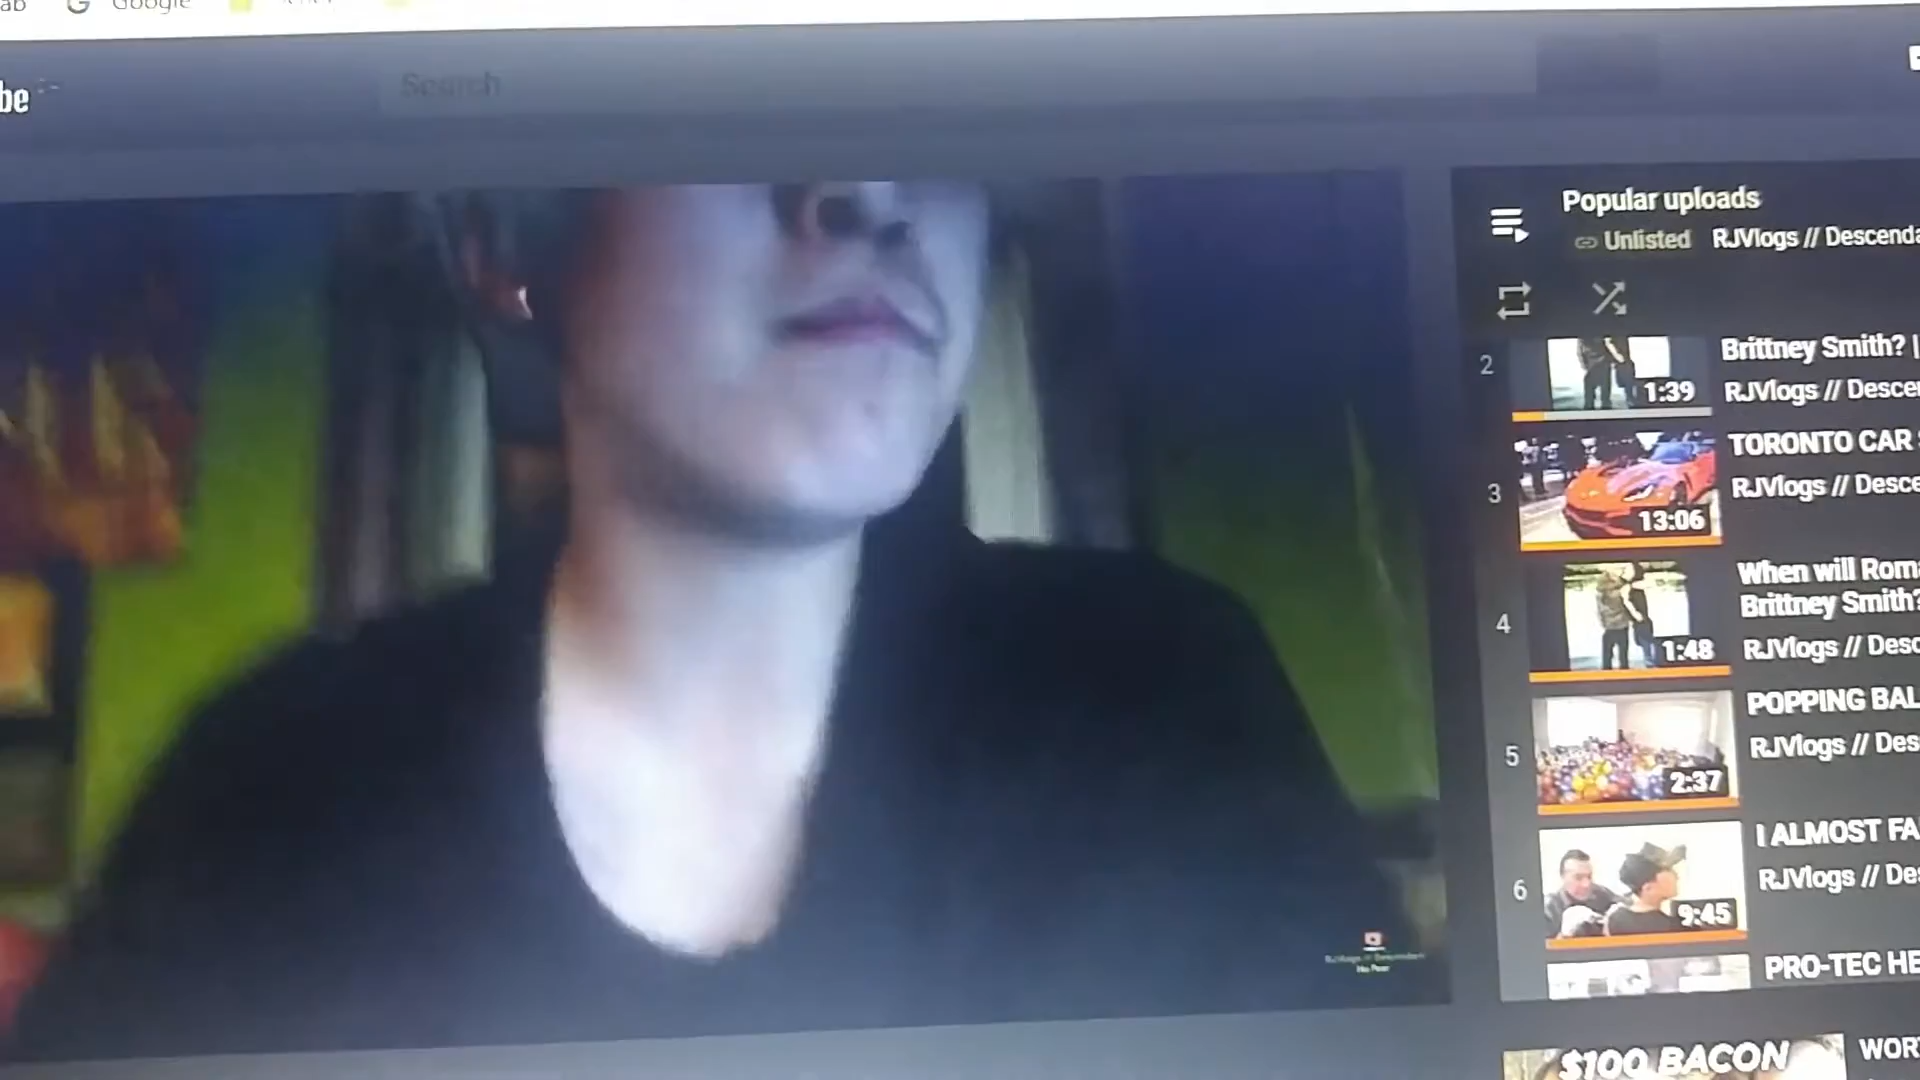 ab Google
be
Search
Popular uploads
Unlisted RJVlogs // Descenda
2
1:39
Brittney Smith? |
RJVlogs // Descen
3
13:06
TORONTO CAR
RJVlogs // Desce
4
1:48
When will Roma
Brittney Smith?
RJVlogs // Desc
5
2:37
POPPING BAL
RJVlogs // Des
6
9:45
I ALMOST FA
RJVlogs // De
PRO-TEC HE
$100 BACON
WOR